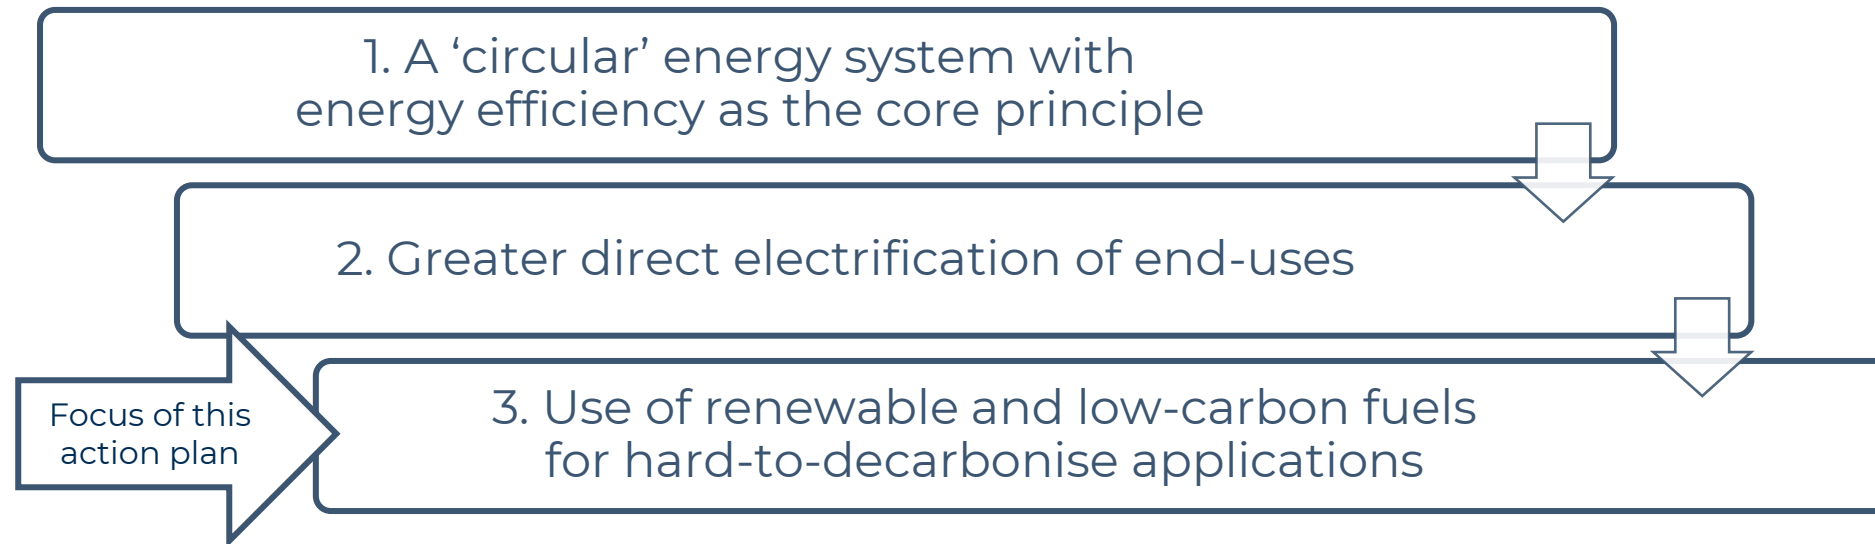 1. A ‘circular’ energy system with
energy efficiency as the core principle
2. Greater direct electrification of end-uses
Focus of this
action plan
3. Use of renewable and low-carbon fuels
for hard-to-decarbonise applications